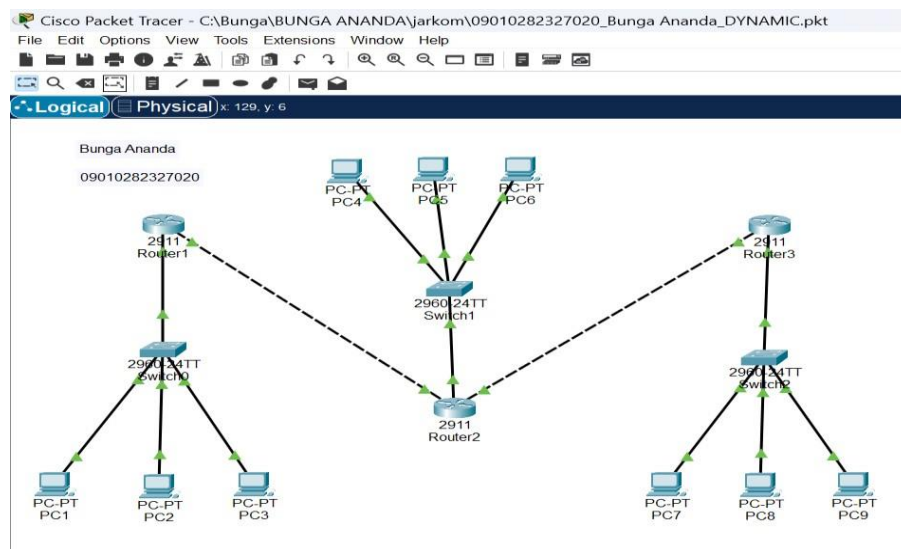 Cisco Packet Tracer - C:\Bunga\BUNGA ANANDA\jarkom\09010282327020_Bunga Ananda_DYNAMIC.pkt
File Edit Options View Tools Extensions Window Help
Logical Physical x: 129, y: 6
Bunga Ananda
09010282327020
PC-PT
PC4
PC-PT
PC5
PC-PT
PC6
2911
Router1
2911
Router3
2960-24TT
Switch1
2960-24TT
Switch0
2960-24TT
Switch2
2911
Router2
PC-PT
PC1
PC-PT
PC2
PC-PT
PC3
PC-PT
PC7
PC-PT
PC8
PC-PT
PC9